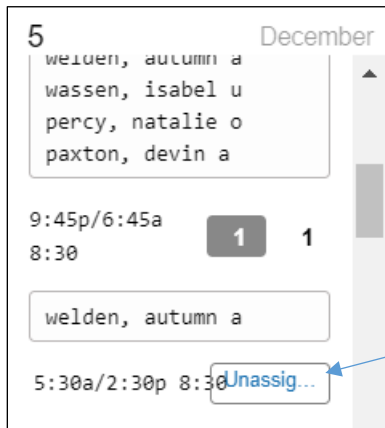 5 December
welden, autumn a
wassen, isabel u
percy, natalie o
paxton, devin a
9:45p/6:45a 1 1
8:30
welden, autumn a
5:30a/2:30p 8:30 Unassig...